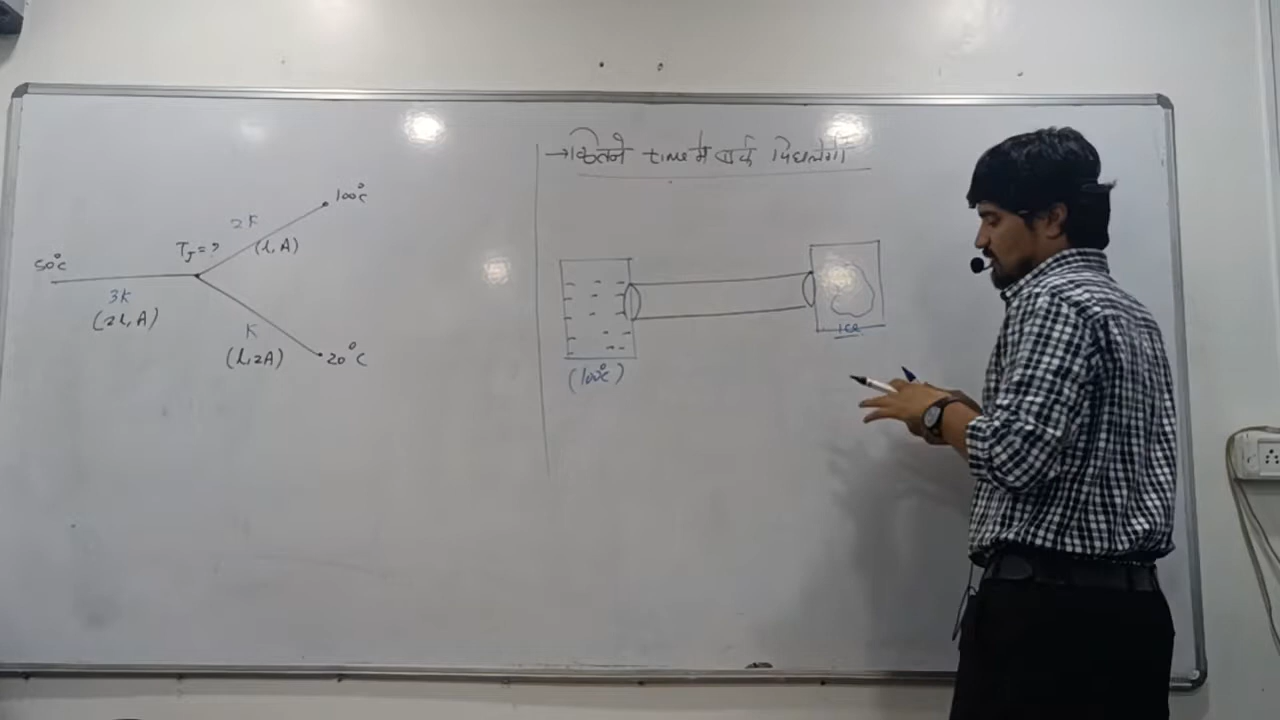 → कितने time में बर्फ पिघलेगी
100°C
2K
TJ = ?
(l, A)
50°C
3K
(2l, A)
K
(l, 2A)
20°C
ICE
(100°C)